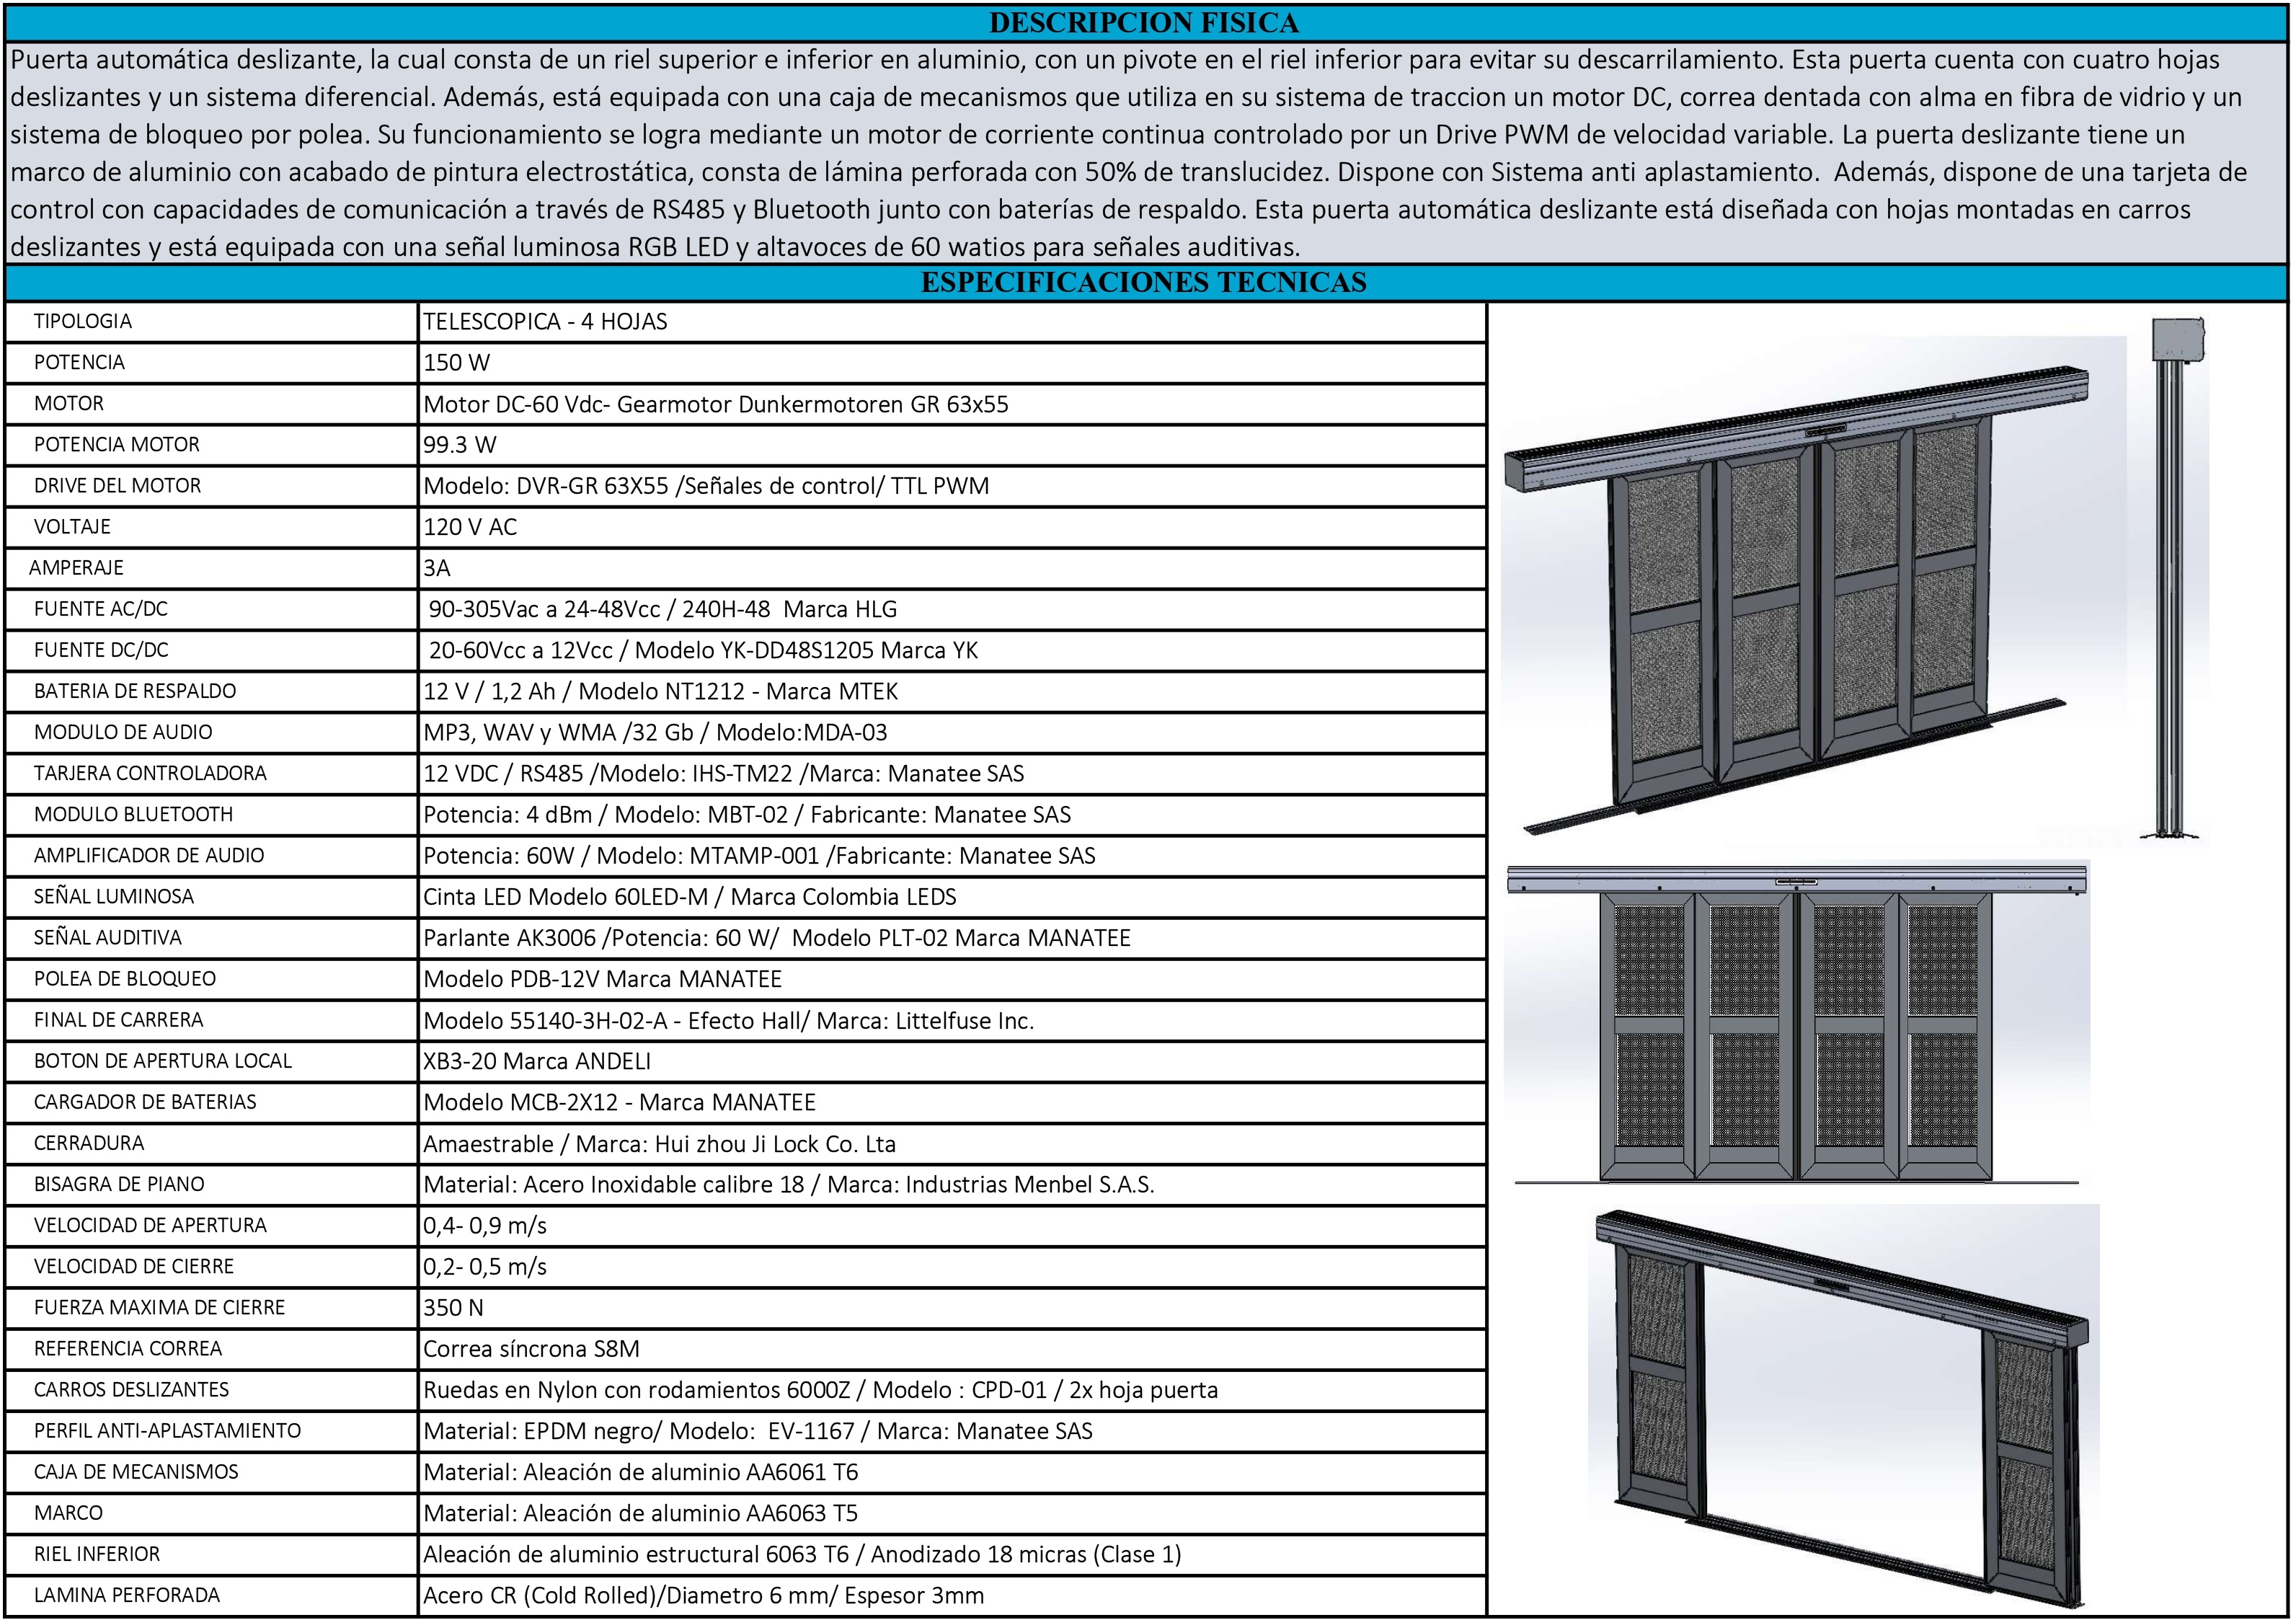 DESCRIPCION FISICA
Puerta automática deslizante, la cual consta de un riel superior e inferior en aluminio, con un pivote en el riel inferior para evitar su descarrilamiento. Esta puerta cuenta con cuatro hojas
deslizantes y un sistema diferencial. Además, está equipada con una caja de mecanismos que utiliza en su sistema de traccion un motor DC, correa dentada con alma en fibra de vidrio y un
sistema de bloqueo por polea. Su funcionamiento se logra mediante un motor de corriente continua controlado por un Drive PWM de velocidad variable. La puerta deslizante tiene un
marco de aluminio con acabado de pintura electrostática, consta de lámina perforada con 50% de translucidez. Dispone con Sistema anti aplastamiento.  Además, dispone de una tarjeta de
control con capacidades de comunicación a través de RS485 y Bluetooth junto con baterías de respaldo. Esta puerta automática deslizante está diseñada con hojas montadas en carros
deslizantes y está equipada con una señal luminosa RGB LED y altavoces de 60 watios para señales auditivas.
ESPECIFICACIONES TECNICAS
TIPOLOGIA TELESCOPICA - 4 HOJAS
POTENCIA 150 W
MOTOR Motor DC-60 Vdc- Gearmotor Dunkermotoren GR 63x55
POTENCIA MOTOR 99.3 W
DRIVE DEL MOTOR Modelo: DVR-GR 63X55 /Señales de control/ TTL PWM
VOLTAJE 120 V AC
AMPERAJE 3A
FUENTE AC/DC 90-305Vac a 24-48Vcc / 240H-48  Marca HLG
FUENTE DC/DC 20-60Vcc a 12Vcc / Modelo YK-DD48S1205 Marca YK
BATERIA DE RESPALDO 12 V / 1,2 Ah / Modelo NT1212 - Marca MTEK
MODULO DE AUDIO MP3, WAV y WMA /32 Gb / Modelo:MDA-03
TARJERA CONTROLADORA 12 VDC / RS485 /Modelo: IHS-TM22 /Marca: Manatee SAS
MODULO BLUETOOTH Potencia: 4 dBm / Modelo: MBT-02 / Fabricante: Manatee SAS
AMPLIFICADOR DE AUDIO Potencia: 60W / Modelo: MTAMP-001 /Fabricante: Manatee SAS
SEÑAL LUMINOSA Cinta LED Modelo 60LED-M / Marca Colombia LEDS
SEÑAL AUDITIVA Parlante AK3006 /Potencia: 60 W/  Modelo PLT-02 Marca MANATEE
POLEA DE BLOQUEO Modelo PDB-12V Marca MANATEE
FINAL DE CARRERA Modelo 55140-3H-02-A - Efecto Hall/ Marca: Littelfuse Inc.
BOTON DE APERTURA LOCAL XB3-20 Marca ANDELI
CARGADOR DE BATERIAS Modelo MCB-2X12 - Marca MANATEE
CERRADURA Amaestrable / Marca: Hui zhou Ji Lock Co. Lta
BISAGRA DE PIANO Material: Acero Inoxidable calibre 18 / Marca: Industrias Menbel S.A.S.
VELOCIDAD DE APERTURA 0,4- 0,9 m/s
VELOCIDAD DE CIERRE 0,2- 0,5 m/s
FUERZA MAXIMA DE CIERRE 350 N
REFERENCIA CORREA Correa síncrona S8M
CARROS DESLIZANTES Ruedas en Nylon con rodamientos 6000Z / Modelo : CPD-01 / 2x hoja puerta
PERFIL ANTI-APLASTAMIENTO Material: EPDM negro/ Modelo:  EV-1167 / Marca: Manatee SAS
CAJA DE MECANISMOS Material: Aleación de aluminio AA6061 T6
MARCO Material: Aleación de aluminio AA6063 T5
RIEL INFERIOR Aleación de aluminio estructural 6063 T6 / Anodizado 18 micras (Clase 1)
LAMINA PERFORADA Acero CR (Cold Rolled)/Diametro 6 mm/ Espesor 3mm